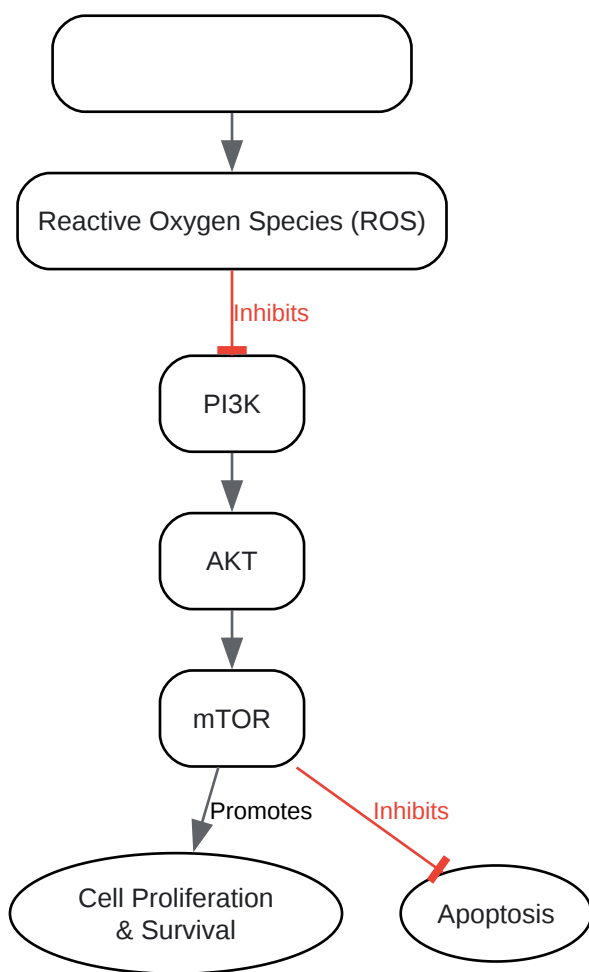 Reactive Oxygen Species (ROS)
Inhibits
PI3K
AKT
mTOR
Promotes
Inhibits
Cell Proliferation
& Survival
Apoptosis